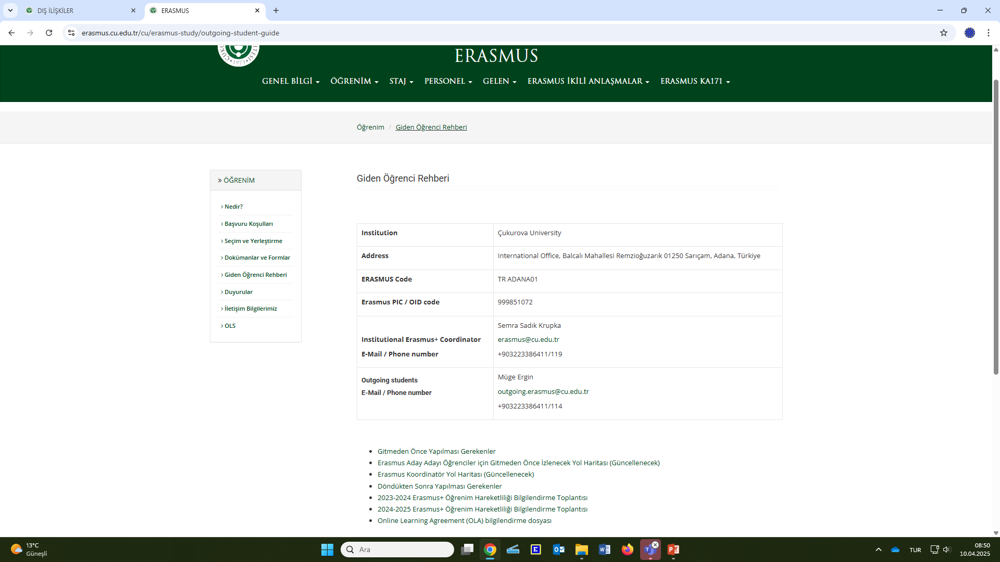 DIŞ İLİŞKİLER
ERASMUS
erasmus.cu.edu.tr/cu/erasmus-study/outgoing-student-guide
1973
ERASMUS
GENEL BİLGİ ÖĞRENİM STAJ PERSONEL GELEN ERASMUS İKİLİ ANLAŞMALAR ERASMUS KA171
Öğrenim / Giden Öğrenci Rehberi
» ÖĞRENİM
› Nedir?
› Başvuru Koşulları
› Seçim ve Yerleştirme
› Dokümanlar ve Formlar
› Giden Öğrenci Rehberi
› Duyurular
› İletişim Bilgilerimiz
› OLS
Giden Öğrenci Rehberi
Institution Çukurova University
Address International Office, Balcalı Mahallesi Remzioğuzarık 01250 Sarıçam, Adana, Türkiye
ERASMUS Code TR ADANA01
Erasmus PIC / OID code 999851072
Semra Sadık Krupka
Institutional Erasmus+ Coordinator erasmus@cu.edu.tr
E-Mail / Phone number +903223386411/119
Müge Ergin
Outgoing students
outgoing.erasmus@cu.edu.tr
E-Mail / Phone number
+903223386411/114
• Gitmeden Önce Yapılması Gerekenler
• Erasmus Aday Adayı Öğrenciler için Gitmeden Önce İzlenecek Yol Haritası (Güncellenecek)
• Erasmus Koordinatör Yol Haritası (Güncellenecek)
• Döndükten Sonra Yapılması Gerekenler
• 2023-2024 Erasmus+ Öğrenim Hareketliliği Bilgilendirme Toplantısı
• 2024-2025 Erasmus+ Öğrenim Hareketliliği Bilgilendirme Toplantısı
• Online Learning Agreement (OLA) bilgilendirme dosyası
13°C
Güneşli
Ara
TUR
08:50
10.04.2025